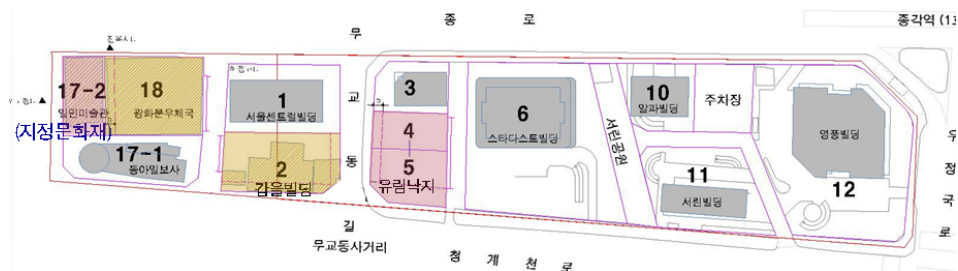 종 로
종각역 (1호
무
교
동
길
17-2
일민미술관
(지정문화재)
18
광화문우체국
17-1
동아일보사
1
서울센트럴빌딩
2
갑을빌딩
3
4
5
유림낙지
6
스타다스트빌딩
서린공원
10
알파빌딩
주차장
11
서린빌딩
영풍빌딩
12
우
정
국
로
무교동사거리
청 계 천 로